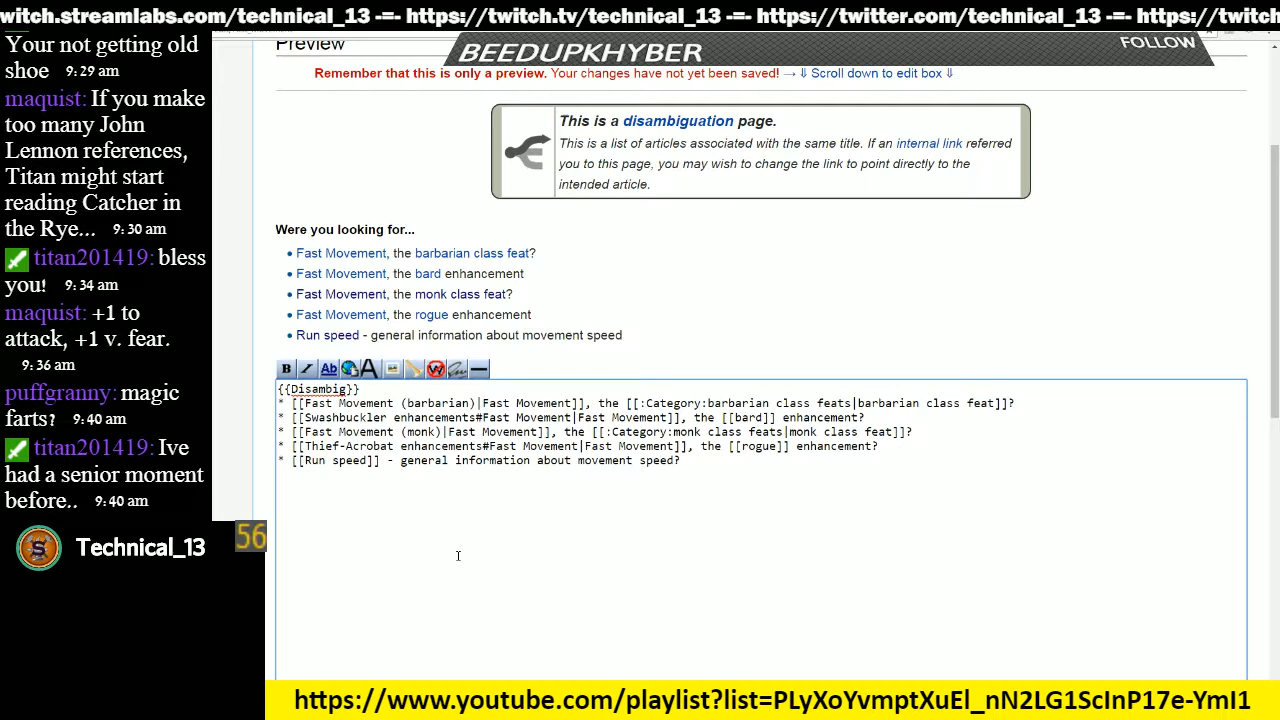 witch.streamlabs.com/technical_13 -=- https://twitch.tv/technical_13 -=- https://twitter.com/technical_13 -=- https://twitch
Your not getting old
shoe 9:29 am
maquist: If you make
too many John
Lennon references,
Titan might start
reading Catcher in
the Rye... 9:30 am
titan201419: bless
you! 9:34 am
maquist: +1 to
attack, +1 v. fear.
9:36 am
puffgranny: magic
farts? 9:40 am
titan201419: Ive
had a senior moment
before.. 9:40 am
Technical_13
56
Preview
BEEDUPKHYBER
FOLLOW
Remember that this is only a preview. Your changes have not yet been saved! → ⇓ Scroll down to edit box ⇓
This is a disambiguation page.
This is a list of articles associated with the same title. If an internal link referred
you to this page, you may wish to change the link to point directly to the
intended article.
Were you looking for...
• Fast Movement, the barbarian class feat?
• Fast Movement, the bard enhancement
• Fast Movement, the monk class feat?
• Fast Movement, the rogue enhancement
• Run speed - general information about movement speed
B I Ab A W
{{Disambig}}
* [[Fast Movement (barbarian)|Fast Movement]], the [[:Category:barbarian class feats|barbarian class feat]]?
* [[Swashbuckler enhancements#Fast Movement|Fast Movement]], the [[bard]] enhancement?
* [[Fast Movement (monk)|Fast Movement]], the [[:Category:monk class feats|monk class feat]]?
* [[Thief-Acrobat enhancements#Fast Movement|Fast Movement]], the [[rogue]] enhancement?
* [[Run speed]] - general information about movement speed?
https://www.youtube.com/playlist?list=PLyXoYvmptXuEl_nN2LG1ScInP17e-YmI1